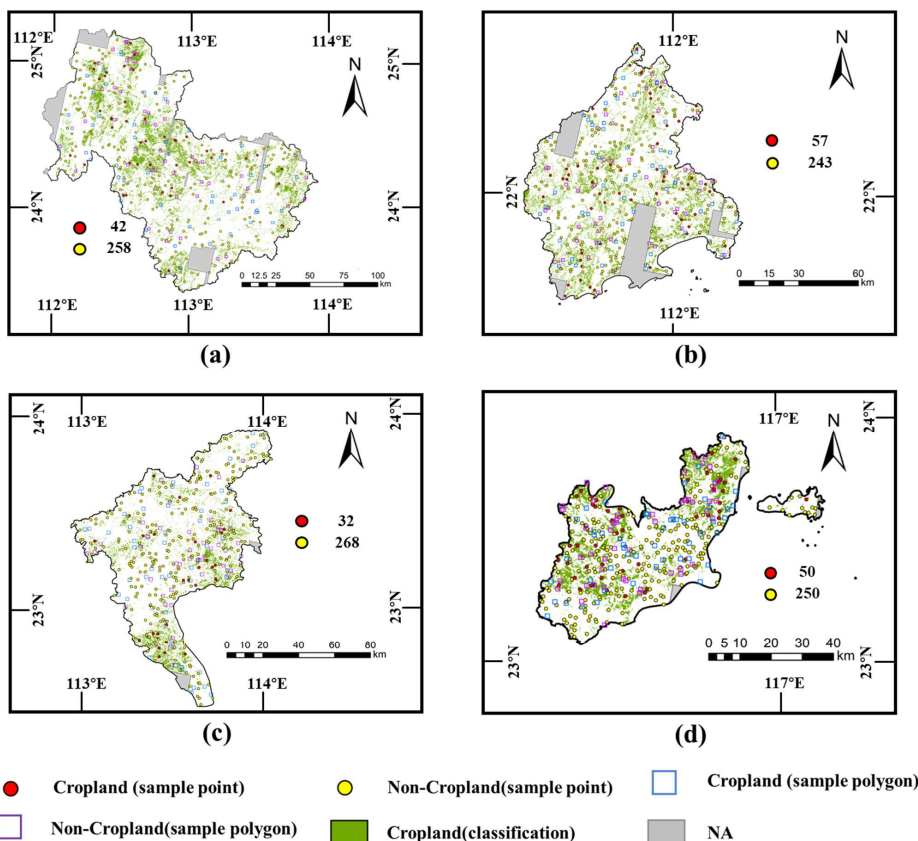 112°E 113°E 114°E
25°N 25°N
N
24°N 24°N
42
258
0 12.5 25 50 75 100
km
112°E 113°E 114°E
(a)
112°E
N
57
243
22°N 22°N
0 15 30 60
km
112°E
(b)
113°E 114°E
24°N 24°N
N
32
268
23°N 23°N
0 10 20 40 60 80
km
113°E 114°E
(c)
117°E
24°N
N
50
250
0 5 10 20 30 40
km
23°N 23°N
117°E
(d)
Cropland (sample point) Non-Cropland(sample point) Cropland (sample polygon)
Non-Cropland(sample polygon) Cropland(classification) NA